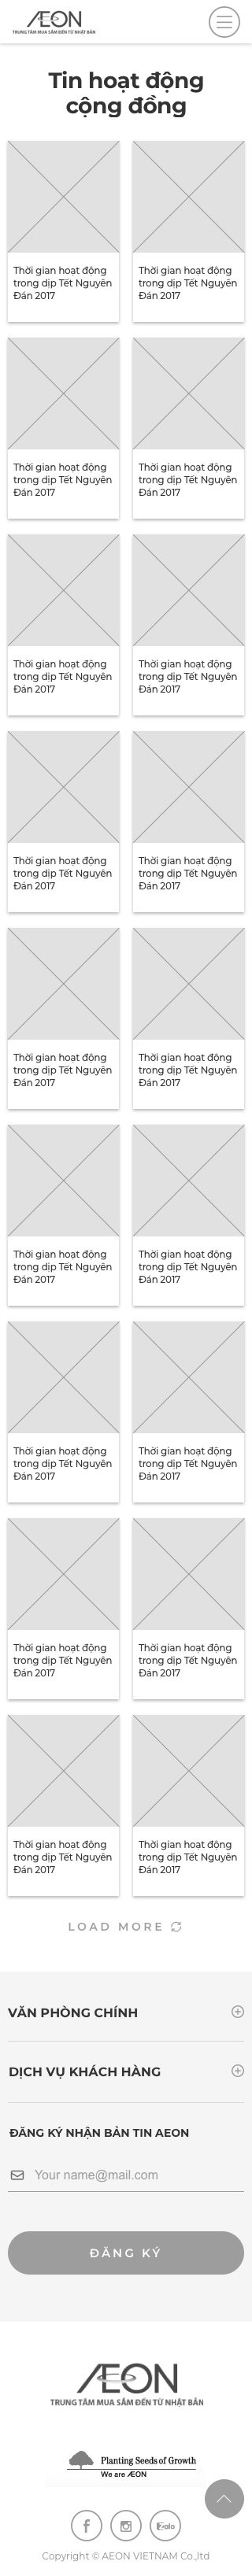 ÆON
TRUNG TÂM MUA SẮM ĐẾN TỪ NHẬT BẢN
Tin hoạt động
cộng đồng
Thời gian hoạt động
trong dịp Tết Nguyên
Đán 2017
Thời gian hoạt động
trong dịp Tết Nguyên
Đán 2017
Thời gian hoạt động
trong dịp Tết Nguyên
Đán 2017
Thời gian hoạt động
trong dịp Tết Nguyên
Đán 2017
Thời gian hoạt động
trong dịp Tết Nguyên
Đán 2017
Thời gian hoạt động
trong dịp Tết Nguyên
Đán 2017
Thời gian hoạt động
trong dịp Tết Nguyên
Đán 2017
Thời gian hoạt động
trong dịp Tết Nguyên
Đán 2017
Thời gian hoạt động
trong dịp Tết Nguyên
Đán 2017
Thời gian hoạt động
trong dịp Tết Nguyên
Đán 2017
Thời gian hoạt động
trong dịp Tết Nguyên
Đán 2017
Thời gian hoạt động
trong dịp Tết Nguyên
Đán 2017
Thời gian hoạt động
trong dịp Tết Nguyên
Đán 2017
Thời gian hoạt động
trong dịp Tết Nguyên
Đán 2017
Thời gian hoạt động
trong dịp Tết Nguyên
Đán 2017
Thời gian hoạt động
trong dịp Tết Nguyên
Đán 2017
Thời gian hoạt động
trong dịp Tết Nguyên
Đán 2017
Thời gian hoạt động
trong dịp Tết Nguyên
Đán 2017
LOAD MORE
VĂN PHÒNG CHÍNH
DỊCH VỤ KHÁCH HÀNG
ĐĂNG KÝ NHẬN BẢN TIN AEON
Your name@mail.com
ĐĂNG KÝ
ÆON
TRUNG TÂM MUA SẮM ĐẾN TỪ NHẬT BẢN
Planting Seeds of Growth
We are ÆON
Zalo
Copyright © AEON VIETNAM Co.,ltd